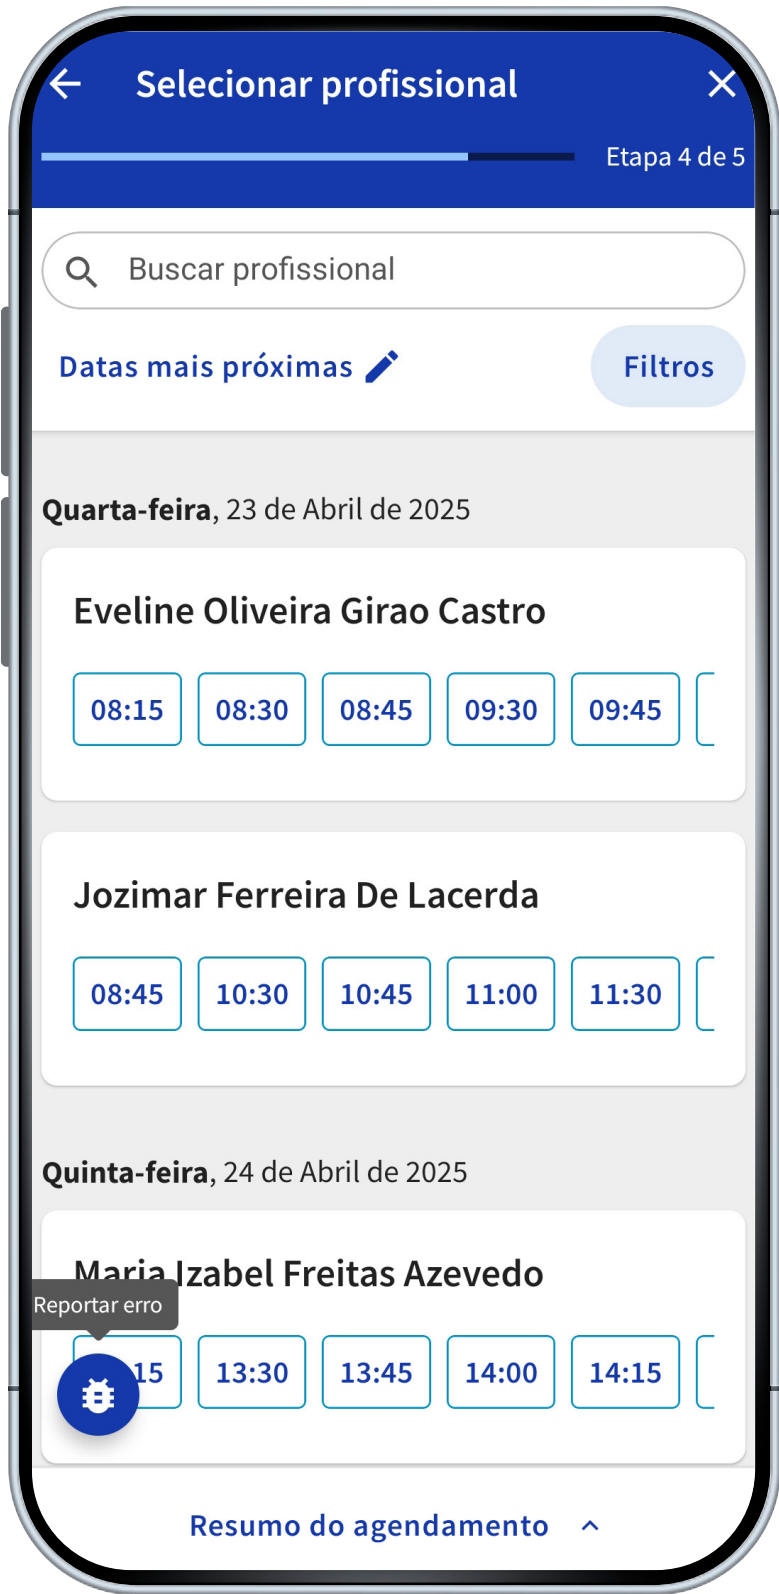 Selecionar profissional
Etapa 4 de 5
Buscar profissional
Datas mais próximas
Filtros
Quarta-feira, 23 de Abril de 2025
Eveline Oliveira Girao Castro
08:15 08:30 08:45 09:30 09:45
Jozimar Ferreira De Lacerda
08:45 10:30 10:45 11:00 11:30
Quinta-feira, 24 de Abril de 2025
Maria Izabel Freitas Azevedo
Reportar erro
15 13:30 13:45 14:00 14:15
Resumo do agendamento